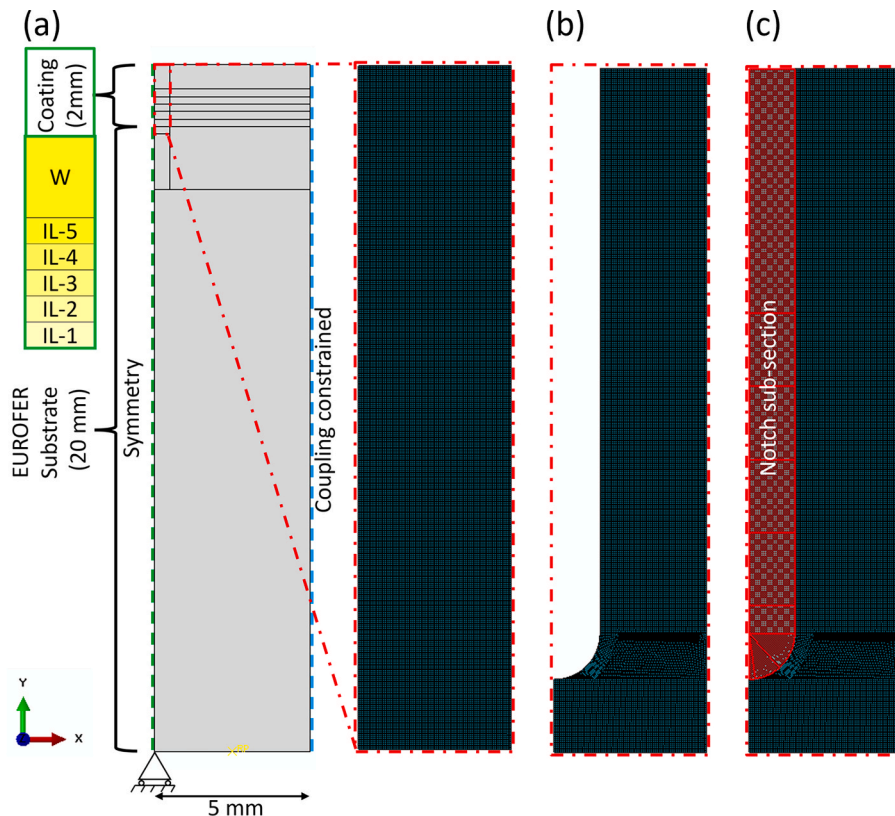 (a)
(b)
(c)
Coating
(2mm)
W
IL-5
IL-4
IL-3
IL-2
IL-1
EUROFER
Substrate
(20 mm)
Symmetry
Coupling constrained
Notch sub-section
Y
X
5 mm